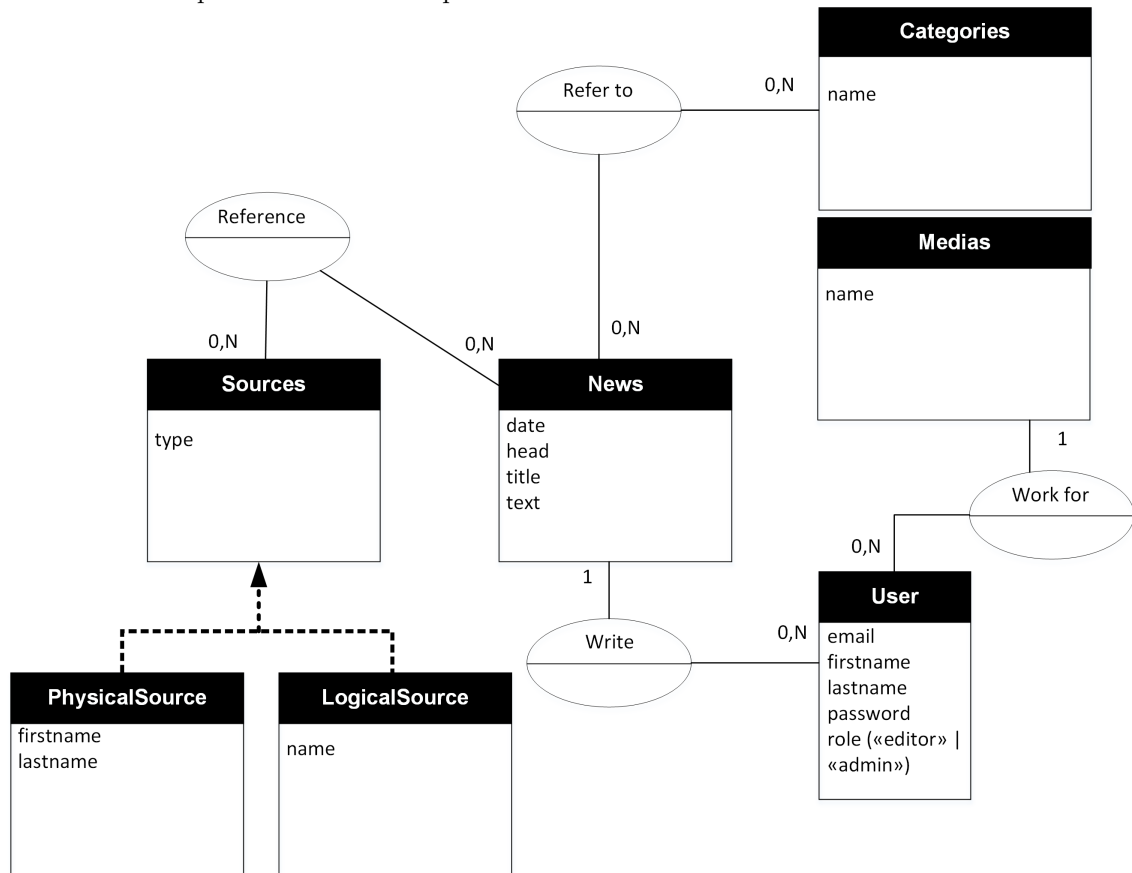 Categories
name
Refer to
0,N
0,N
Medias
name
1
Reference
0,N
0,N
Sources
type
News
date
head
title
text
1
Work for
0,N
User
email
firstname
lastname
password
role («editor» |
«admin»)
Write
0,N
PhysicalSource
firstname
lastname
LogicalSource
name